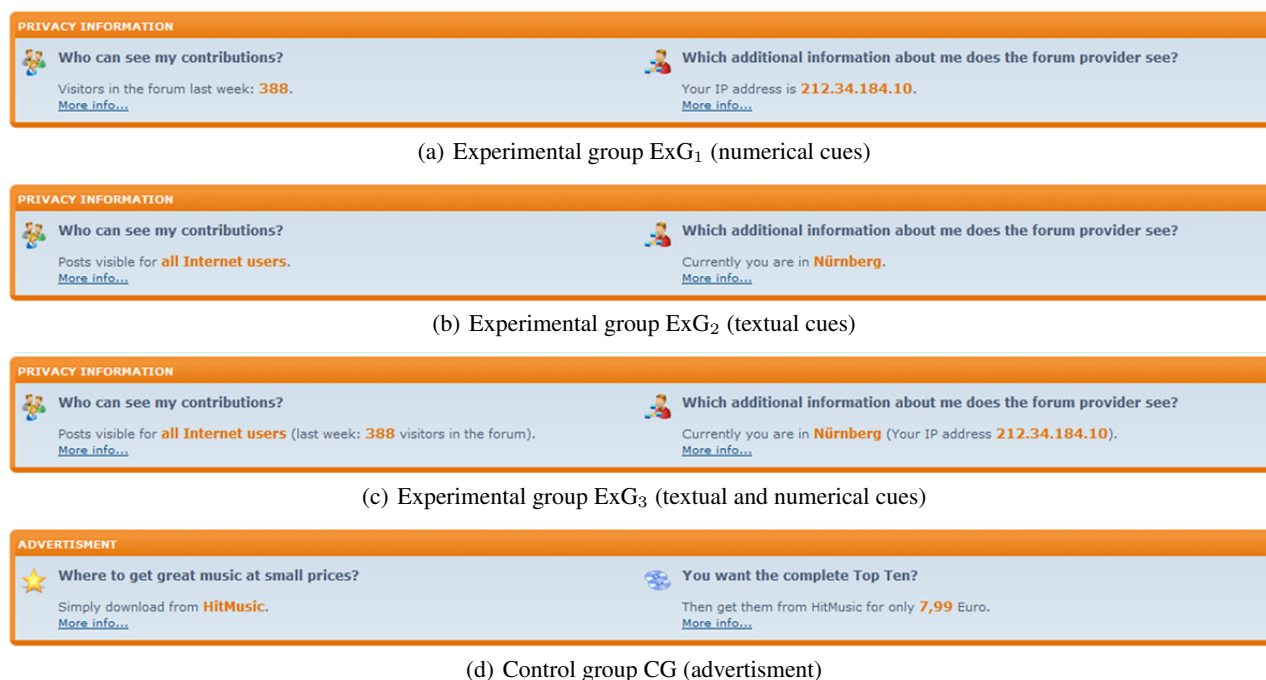 PRIVACY INFORMATION
Who can see my contributions? Which additional information about me does the forum provider see?
Visitors in the forum last week: 388. Your IP address is 212.34.184.10.
More info... More info...
(a) Experimental group ExG₁ (numerical cues)
PRIVACY INFORMATION
Who can see my contributions? Which additional information about me does the forum provider see?
Posts visible for all Internet users. Currently you are in Nürnberg.
More info... More info...
(b) Experimental group ExG₂ (textual cues)
PRIVACY INFORMATION
Who can see my contributions? Which additional information about me does the forum provider see?
Posts visible for all Internet users (last week: 388 visitors in the forum). Currently you are in Nürnberg (Your IP address 212.34.184.10).
More info... More info...
(c) Experimental group ExG₃ (textual and numerical cues)
ADVERTISMENT
Where to get great music at small prices? You want the complete Top Ten?
Simply download from HitMusic. Then get them from HitMusic for only 7,99 Euro.
More info... More info...
(d) Control group CG (advertisment)